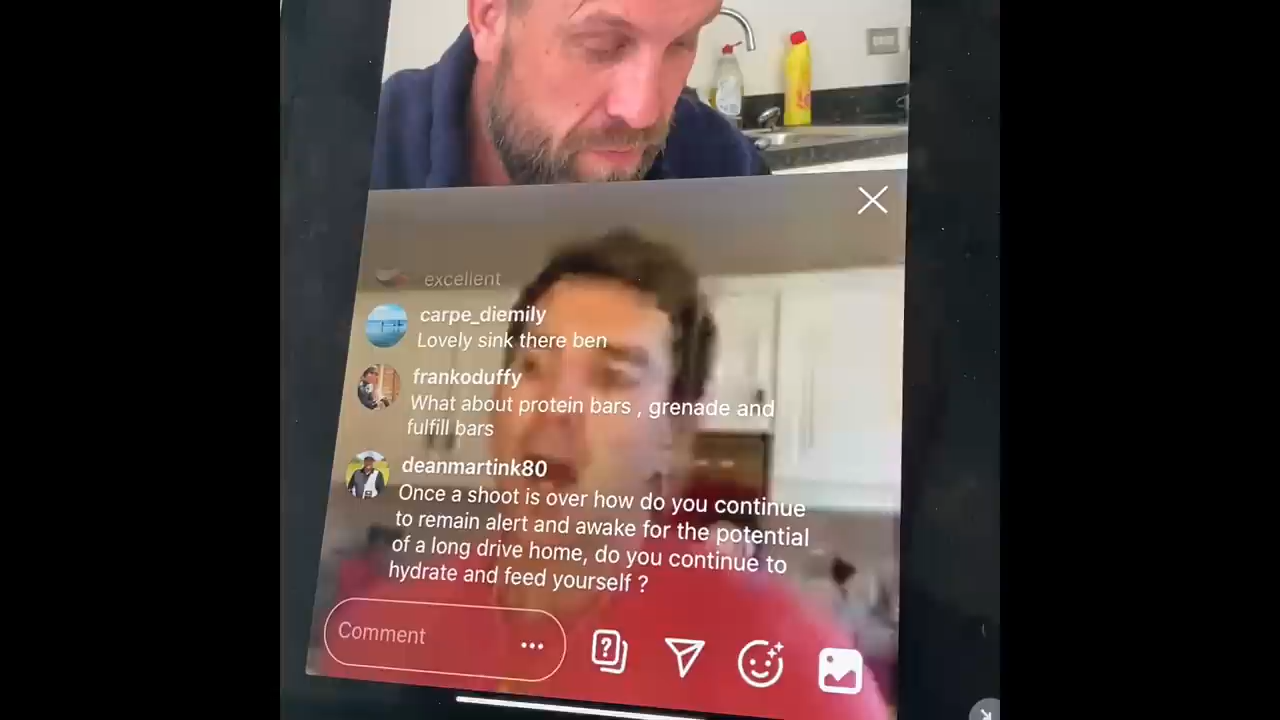 excellent
carpe_diemily
Lovely sink there ben
frankoduffy
What about protein bars , grenade and
fulfill bars
deanmartink80
Once a shoot is over how do you continue
to remain alert and awake for the potential
of a long drive home, do you continue to
hydrate and feed yourself ?
Comment